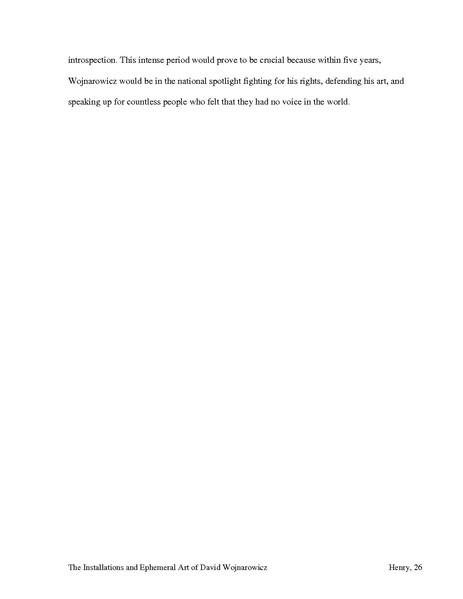 introspection. This intense period would prove to be crucial because within five years,
Wojnarowicz would be in the national spotlight fighting for his rights, defending his art, and
speaking up for countless people who felt that they had no voice in the world.
The Installations and Ephemeral Art of David Wojnarowicz Henry, 26